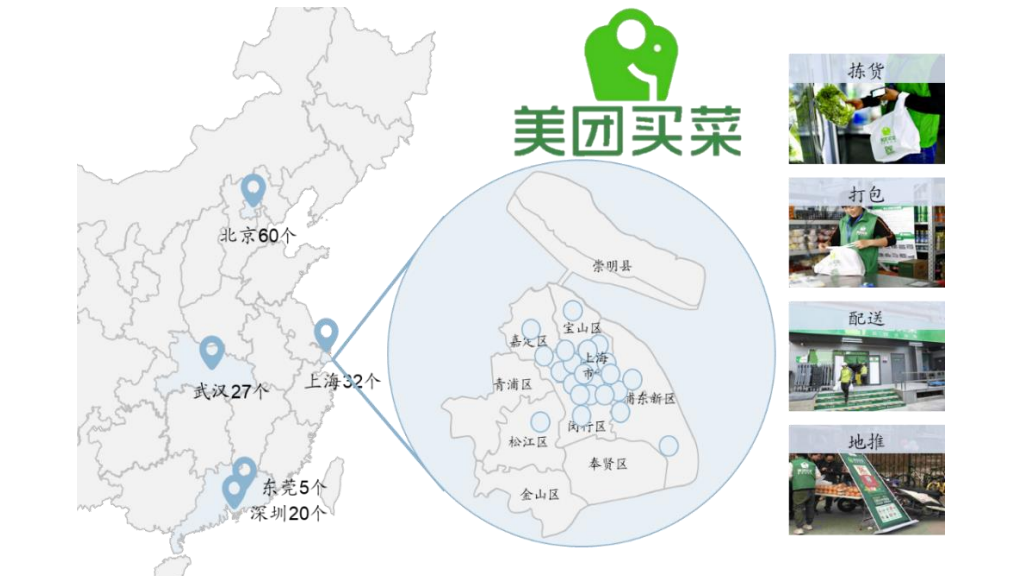 美团买菜
北京60个
武汉27个
上海32个
东莞5个
深圳20个
崇明县
宝山区
嘉定区
上海
市
青浦区
浦东新区
闵行区
松江区
奉贤区
金山区
拣货
打包
配送
地推